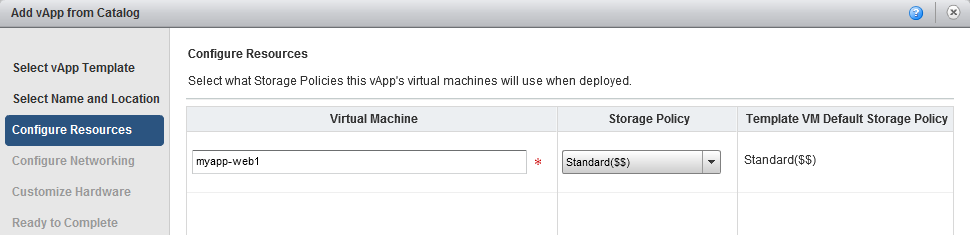 Add vApp from Catalog
?
Select vApp Template
Select Name and Location
Configure Resources
Configure Networking
Customize Hardware
Ready to Complete
Configure Resources
Select what Storage Policies this vApp's virtual machines will use when deployed.
Virtual Machine Storage Policy Template VM Default Storage Policy
myapp-web1 * Standard($$) Standard($$)